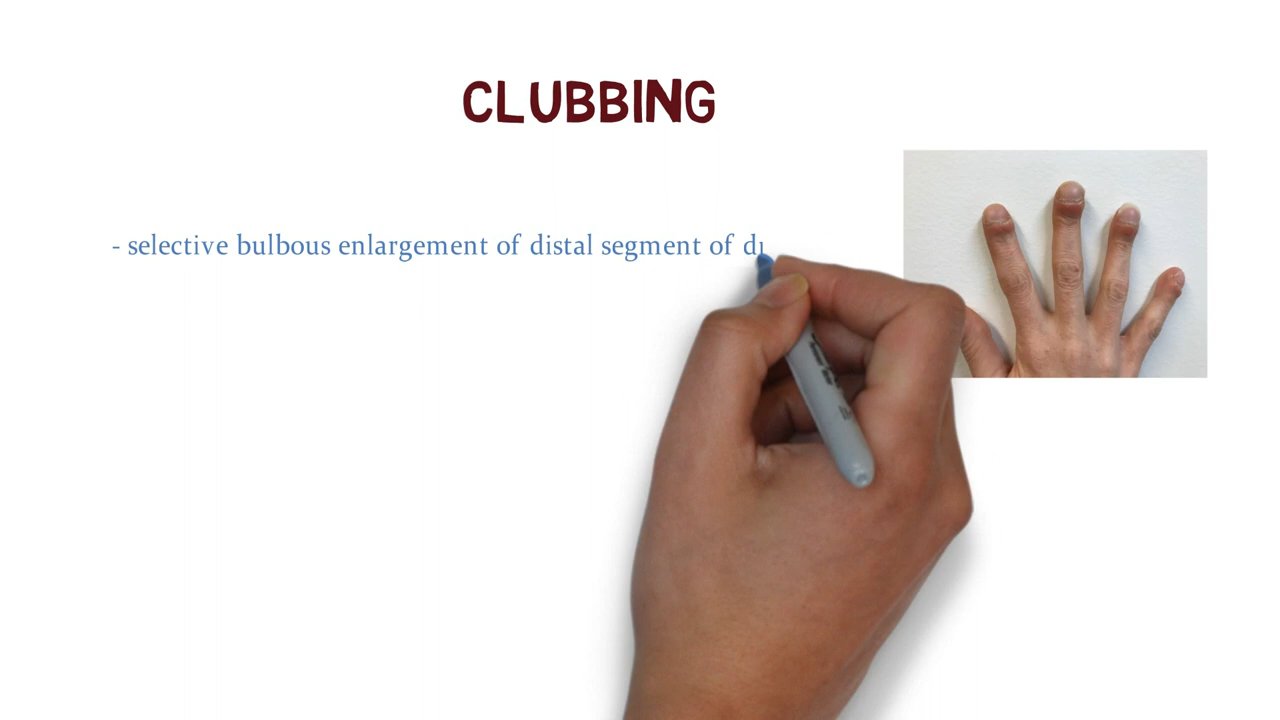 CLUBBING
- selective bulbous enlargement of distal segment of